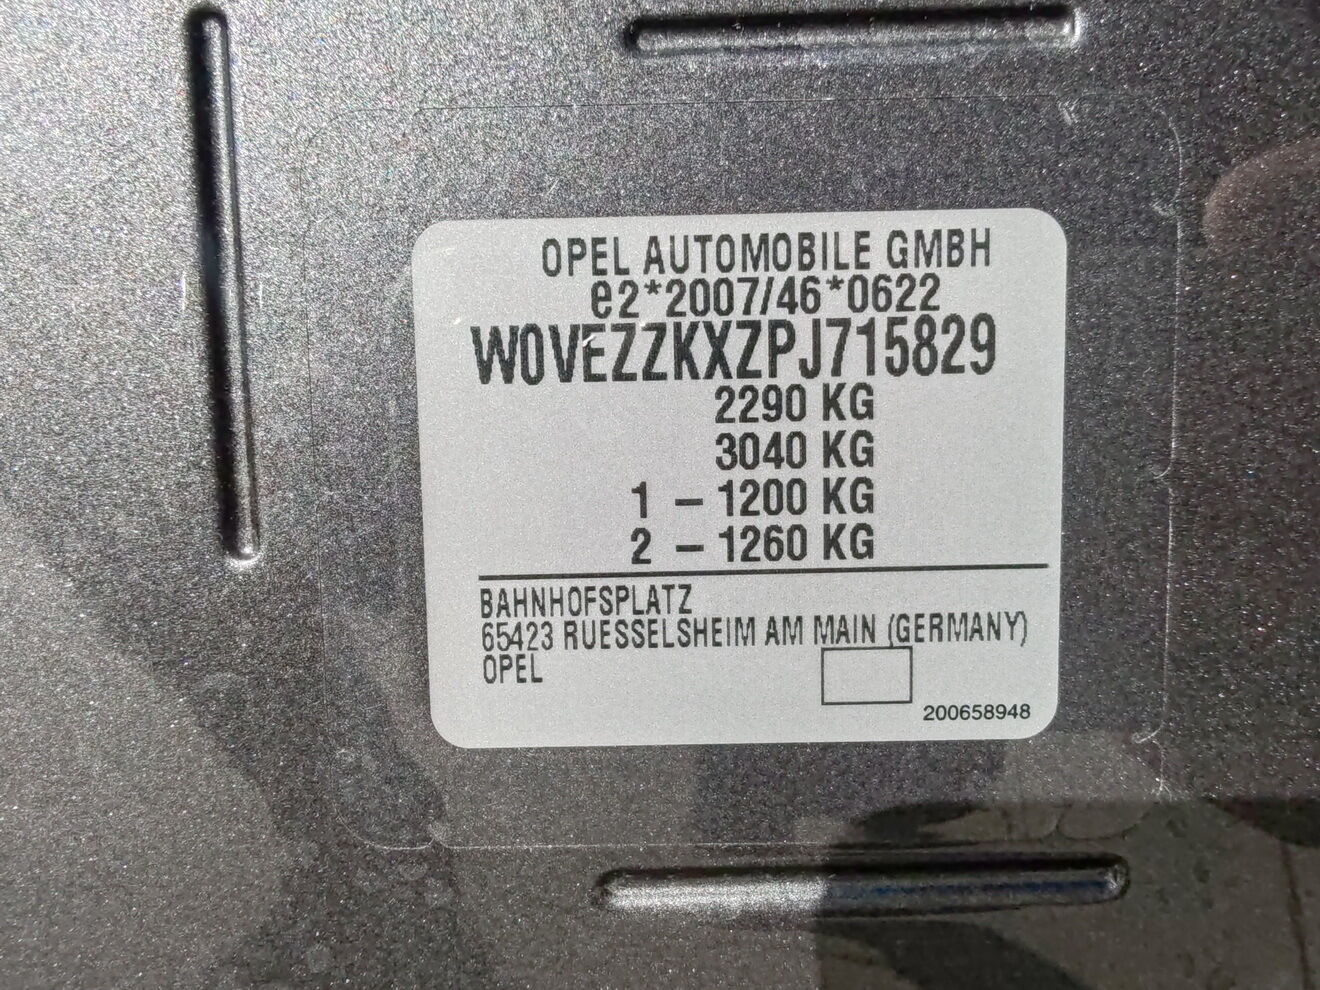 OPEL AUTOMOBILE GMBH
e2*2007/46*0622
W0VEZZKXZPJ715829
2290 KG
3040 KG
1 – 1200 KG
2 – 1260 KG
BAHNHOFSPLATZ
65423 RUESSELSHEIM AM MAIN (GERMANY)
OPEL
200658948